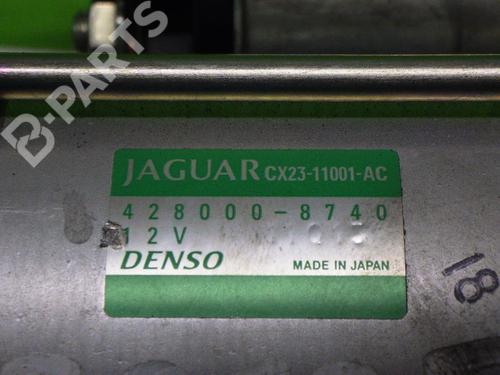 B-PARTS
JAGUAR CX23-11001-AC
428000-8740
12V
DENSO MADE IN JAPAN
18